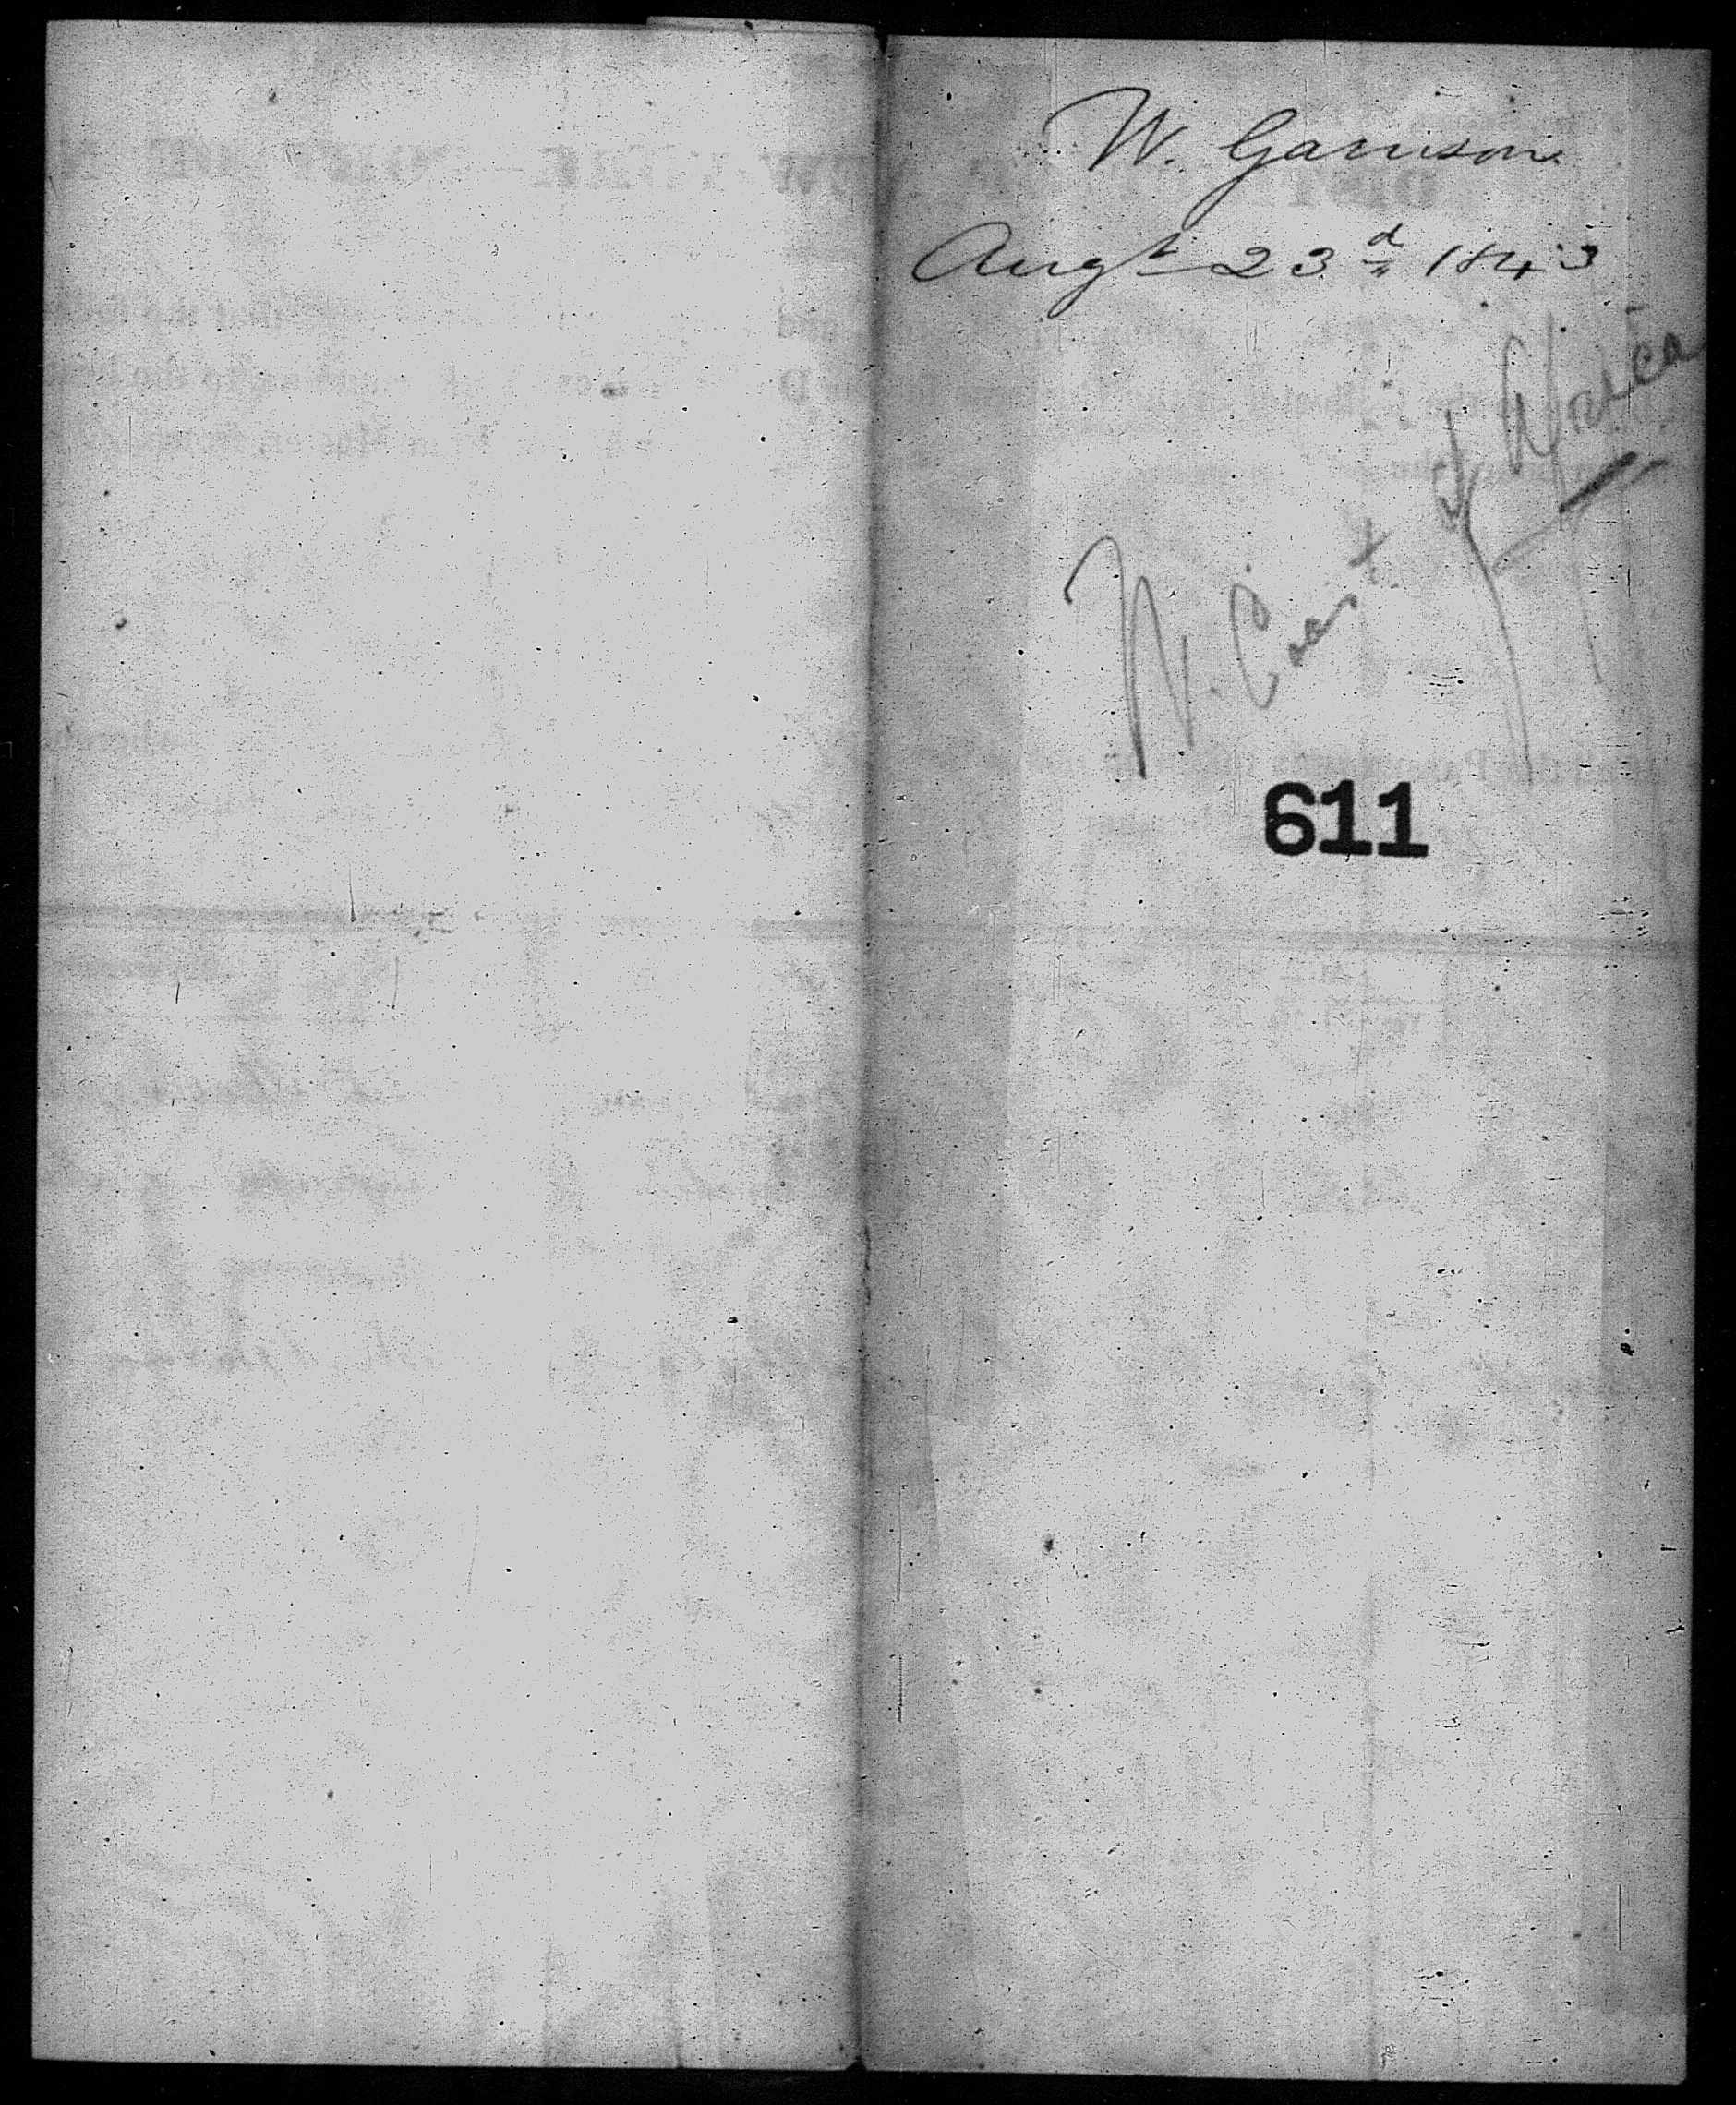 W. Garrison
Augt 23d 1843
W. Coast of Africa
611